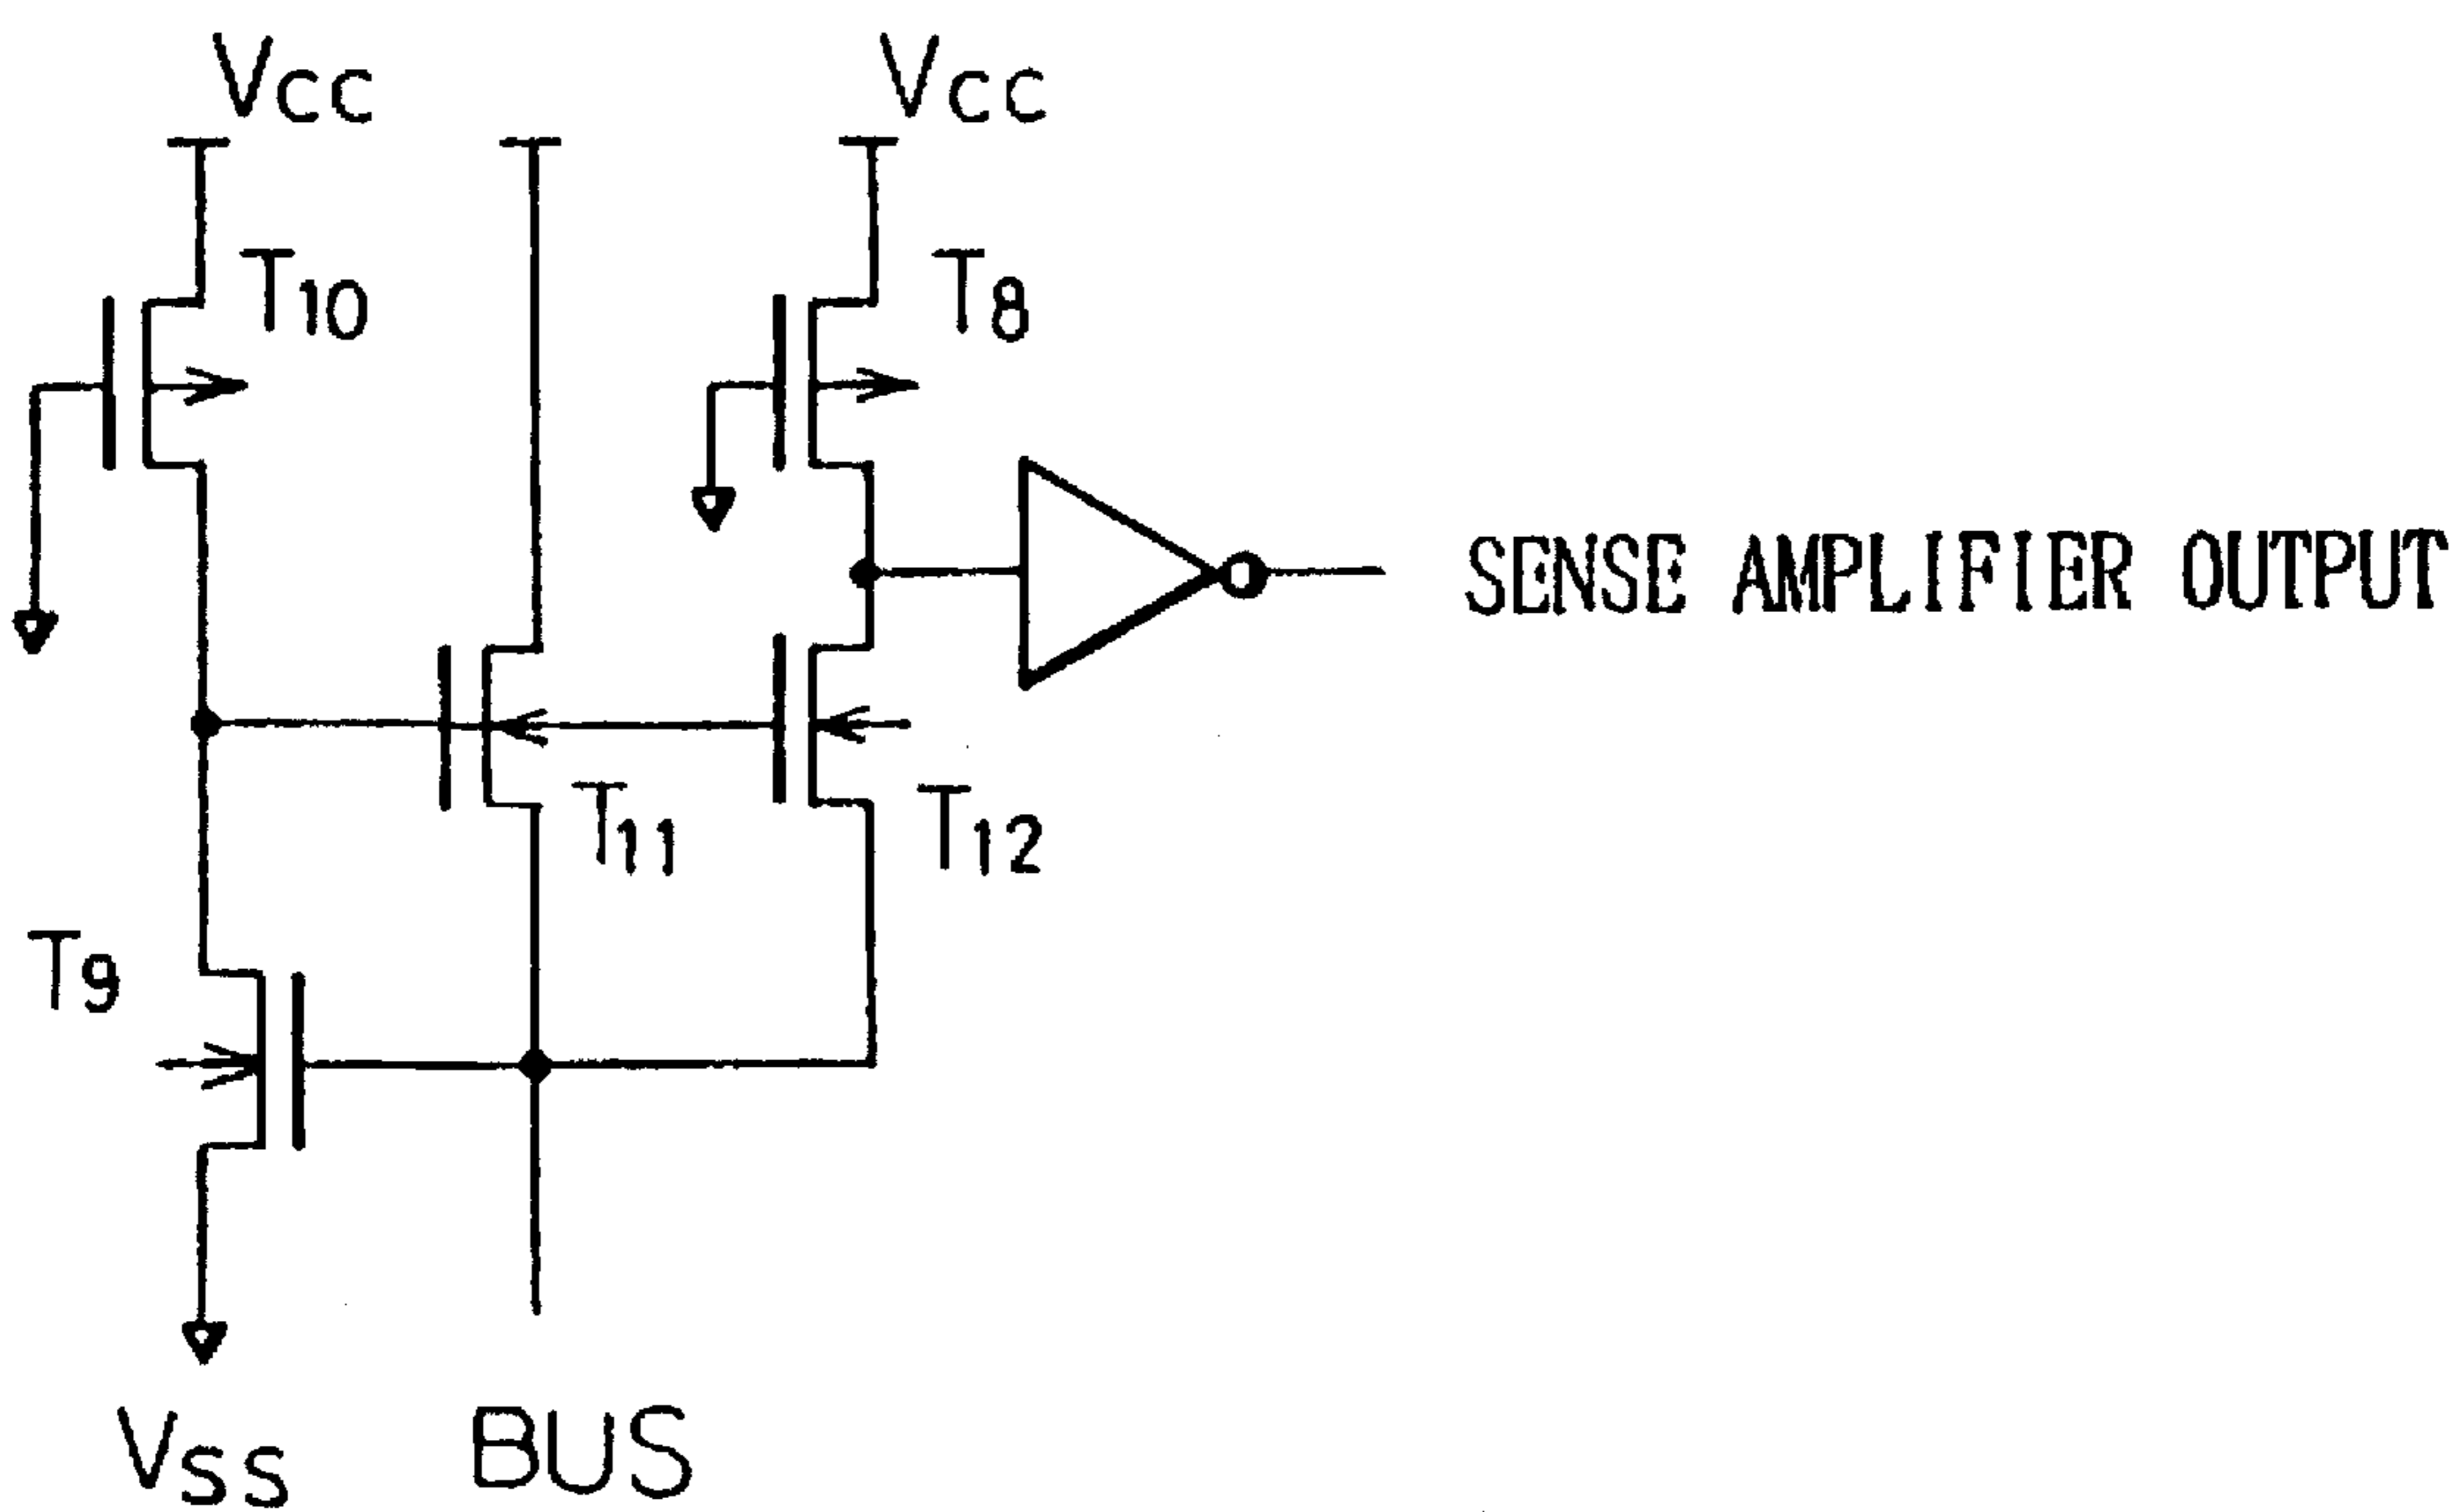 Vcc
Vcc
T10
T8
SENSE AMPLIFIER OUTPUT
T11
T12
T9
Vss
BUS